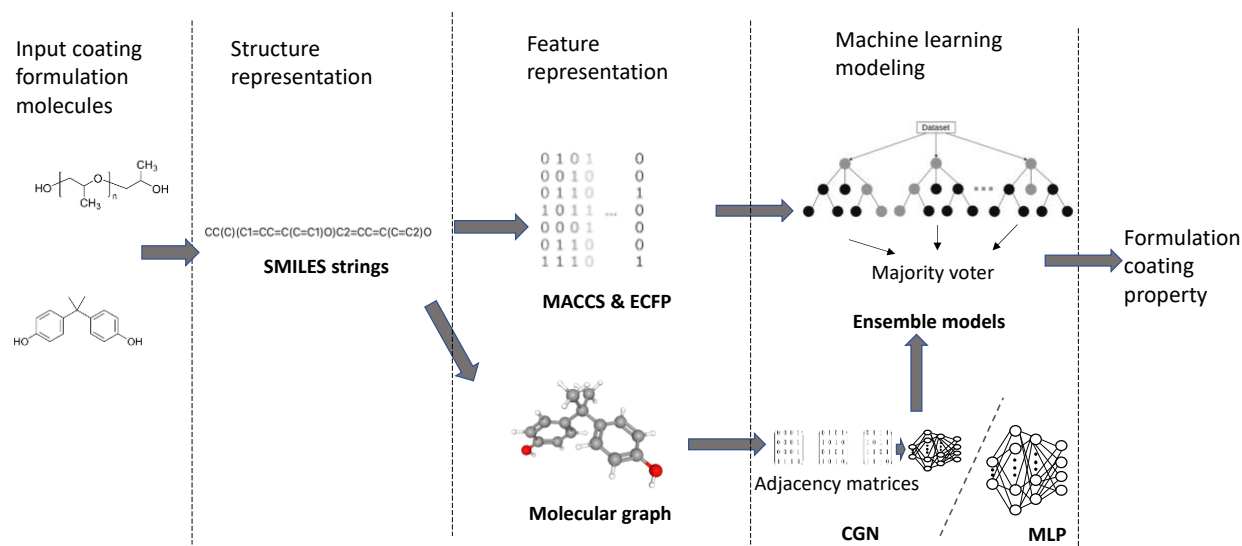 Input coating
formulation
molecules
Structure
representation
Feature
representation
Machine learning
modeling
HO
O
n
CH3
CH3
OH
HO
OH
CC(C)(C1=CC=C(C=C1)O)C2=CC=C(C=C2)O
SMILES strings
0 1 0 1 0
0 0 1 0 0
0 1 1 0 1
1 0 1 1 ... 0
0 0 0 1 0
0 1 1 0 0
1 1 1 0 1
MACCS & ECFP
Molecular graph
Dataset
Majority voter
Ensemble models
Adjacency matrices
CGN
MLP
Formulation
coating
property